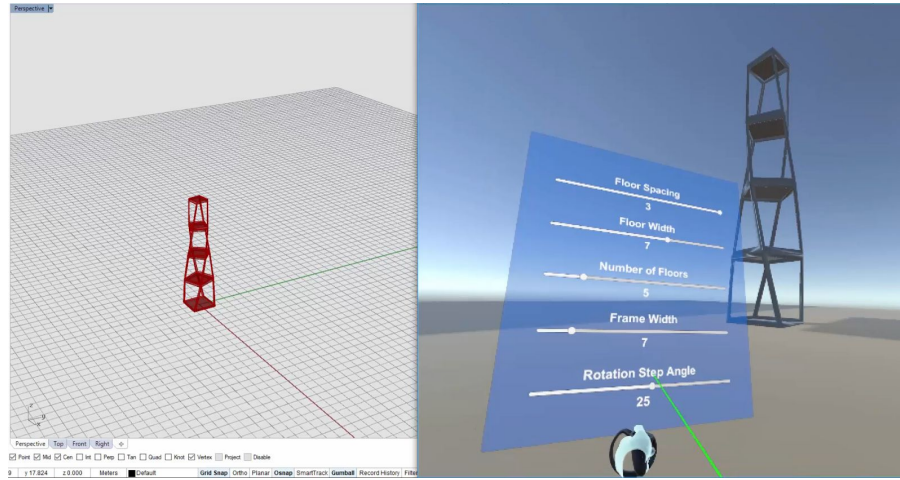 Perspective
z
y
x
Perspective Top Front Right
Point Mid Cen Int Perp Tan Quad Knot Vertex Project Disable
9 y 17.824 z 0.000 Meters Default Grid Snap Ortho Planar Osnap SmartTrack Gumball Record History Filter
Floor Spacing
3
Floor Width
7
Number of Floors
5
Frame Width
7
Rotation Step Angle
25